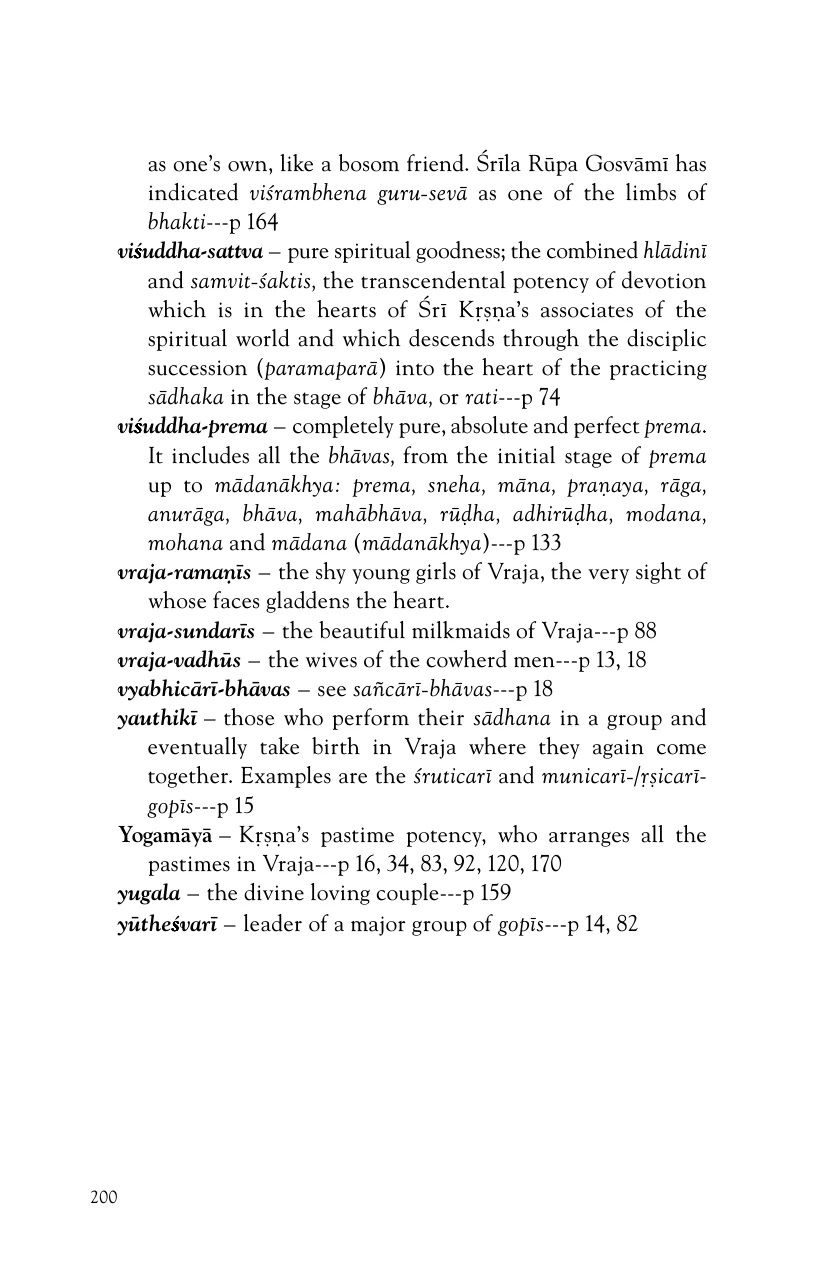 as one’s own, like a bosom friend. Śrīla Rūpa Gosvāmī has
indicated viśrambhena guru-sevā as one of the limbs of
bhakti---p 164
viśuddha-sattva – pure spiritual goodness; the combined hlādinī
and samvit-śaktis, the transcendental potency of devotion
which is in the hearts of Śrī Kṛṣṇa’s associates of the
spiritual world and which descends through the disciplic
succession (paramaparā) into the heart of the practicing
sādhaka in the stage of bhāva, or rati---p 74
viśuddha-prema – completely pure, absolute and perfect prema.
It includes all the bhāvas, from the initial stage of prema
up to mādanākhya: prema, sneha, māna, praṇaya, rāga,
anurāga, bhāva, mahābhāva, rūḍha, adhirūḍha, modana,
mohana and mādana (mādanākhya)---p 133
vraja-ramaṇīs – the shy young girls of Vraja, the very sight of
whose faces gladdens the heart.
vraja-sundarīs – the beautiful milkmaids of Vraja---p 88
vraja-vadhūs – the wives of the cowherd men---p 13, 18
vyabhicārī-bhāvas – see sañcārī-bhāvas---p 18
yauthikī – those who perform their sādhana in a group and
eventually take birth in Vraja where they again come
together. Examples are the śruticarī and municarī-/ṛṣicarī-
gopīs---p 15
Yogamāyā – Kṛṣṇa’s pastime potency, who arranges all the
pastimes in Vraja---p 16, 34, 83, 92, 120, 170
yugala – the divine loving couple---p 159
yūtheśvarī – leader of a major group of gopīs---p 14, 82
200